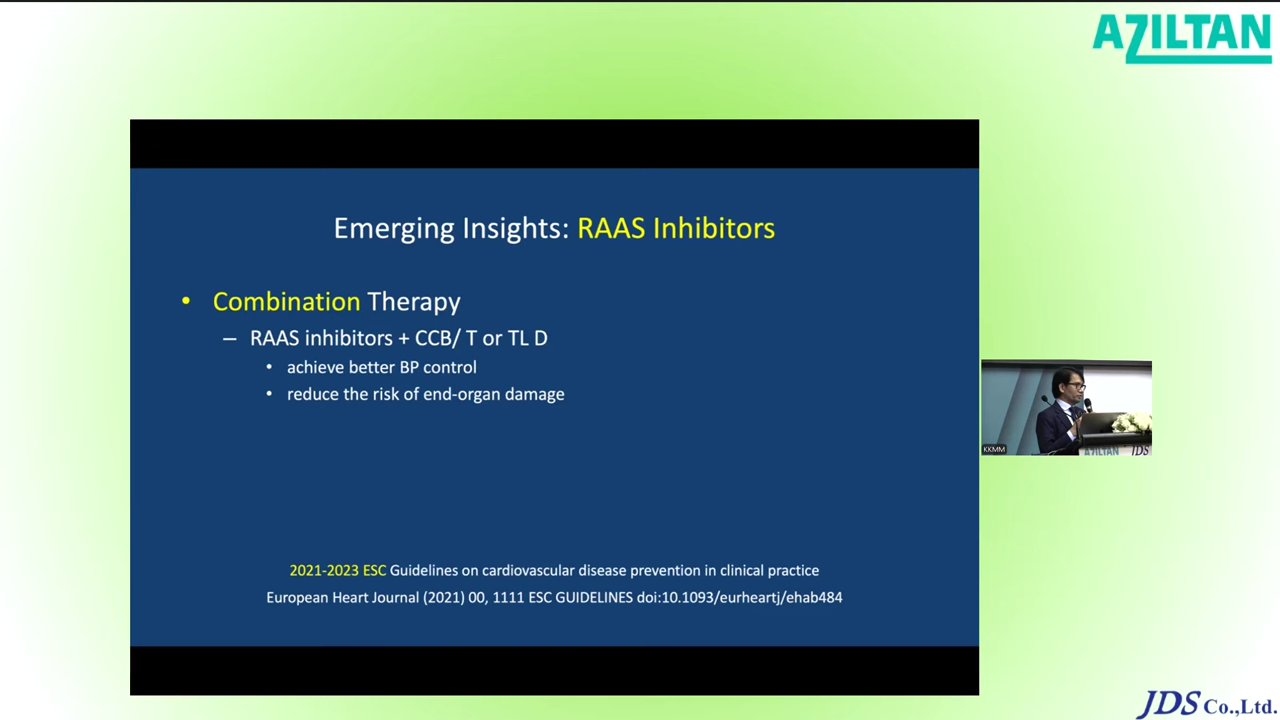 AZILTAN
Emerging Insights: RAAS Inhibitors
• Combination Therapy
– RAAS inhibitors + CCB/ T or TL D
• achieve better BP control
• reduce the risk of end-organ damage
2021-2023 ESC Guidelines on cardiovascular disease prevention in clinical practice
European Heart Journal (2021) 00, 1111 ESC GUIDELINES doi:10.1093/eurheartj/ehab484
KKMM
AZILTAN JDS
JDS Co.,Ltd.